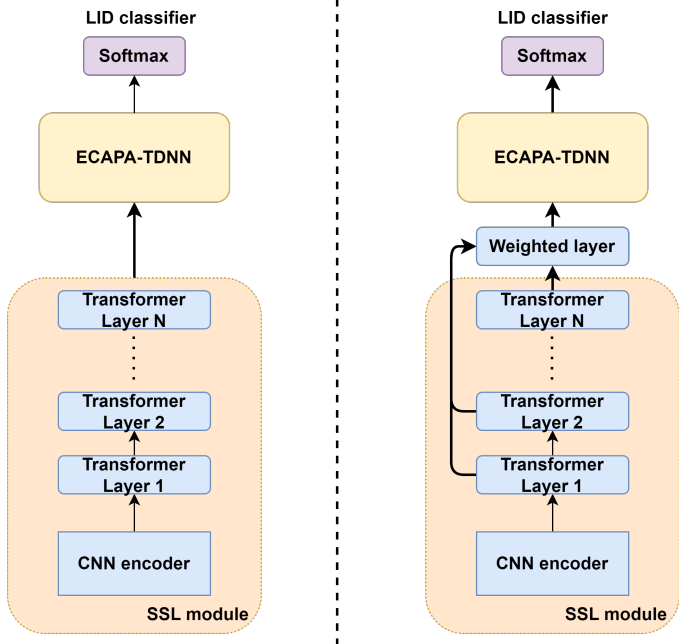 LID classifier
Softmax
ECAPA-TDNN
Transformer
Layer N
Transformer
Layer 2
Transformer
Layer 1
CNN encoder
SSL module
LID classifier
Softmax
ECAPA-TDNN
Weighted layer
Transformer
Layer N
Transformer
Layer 2
Transformer
Layer 1
CNN encoder
SSL module